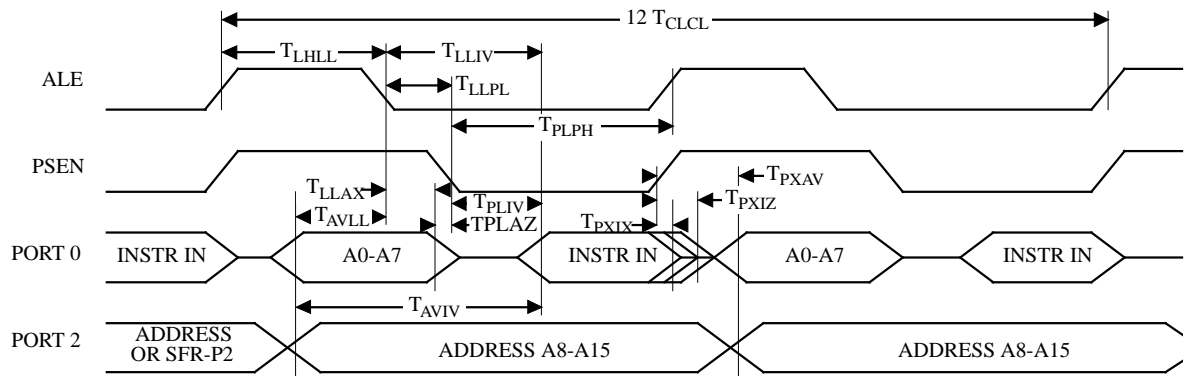 12 TCLCL
TLHLL
TLLIV
ALE
TLLPL
TPLPH
PSEN
TLLAX
TPXAV
TPLIV
TPXIZ
TAVLL
TPLAZ
TPXIX
PORT 0
INSTR IN
A0-A7
INSTR IN
A0-A7
INSTR IN
TAVIV
PORT 2
ADDRESS
OR SFR-P2
ADDRESS A8-A15
ADDRESS A8-A15